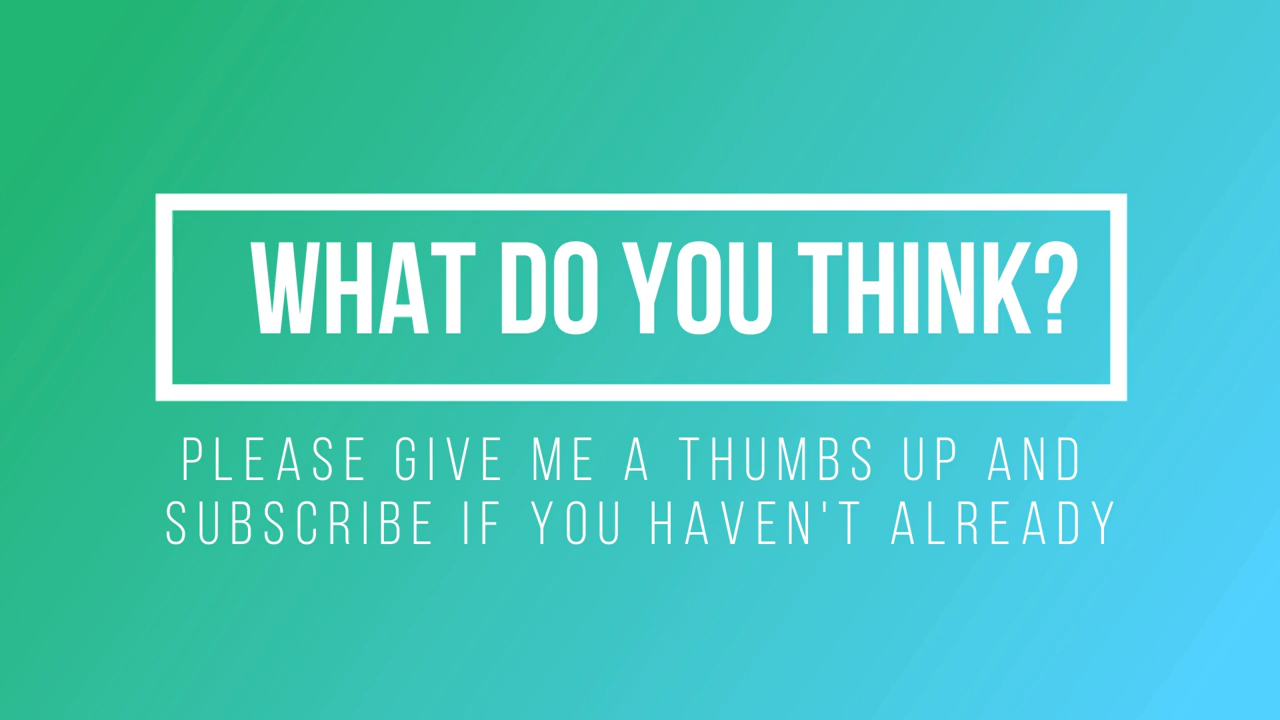 WHAT DO YOU THINK?
PLEASE GIVE ME A THUMBS UP AND
SUBSCRIBE IF YOU HAVEN'T ALREADY